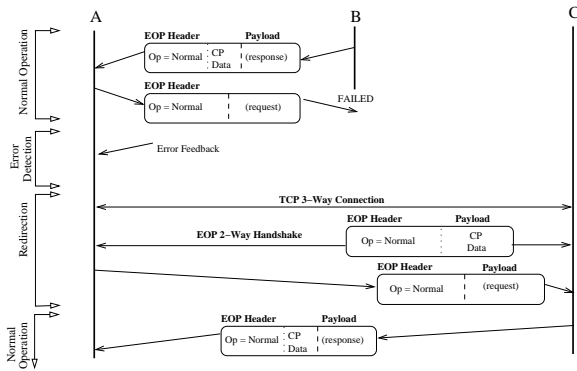 A
B
C
Normal Operation
EOP Header Payload
Op = Normal CP Data (response)
EOP Header
Op = Normal (request)
FAILED
Error Detection
Error Feedback
Redirection
TCP 3-Way Connection
EOP 2-Way Handshake
EOP Header Payload
Op = Normal CP Data
EOP Header Payload
Op = Normal (request)
Normal Operation
EOP Header Payload
Op = Normal CP Data (response)